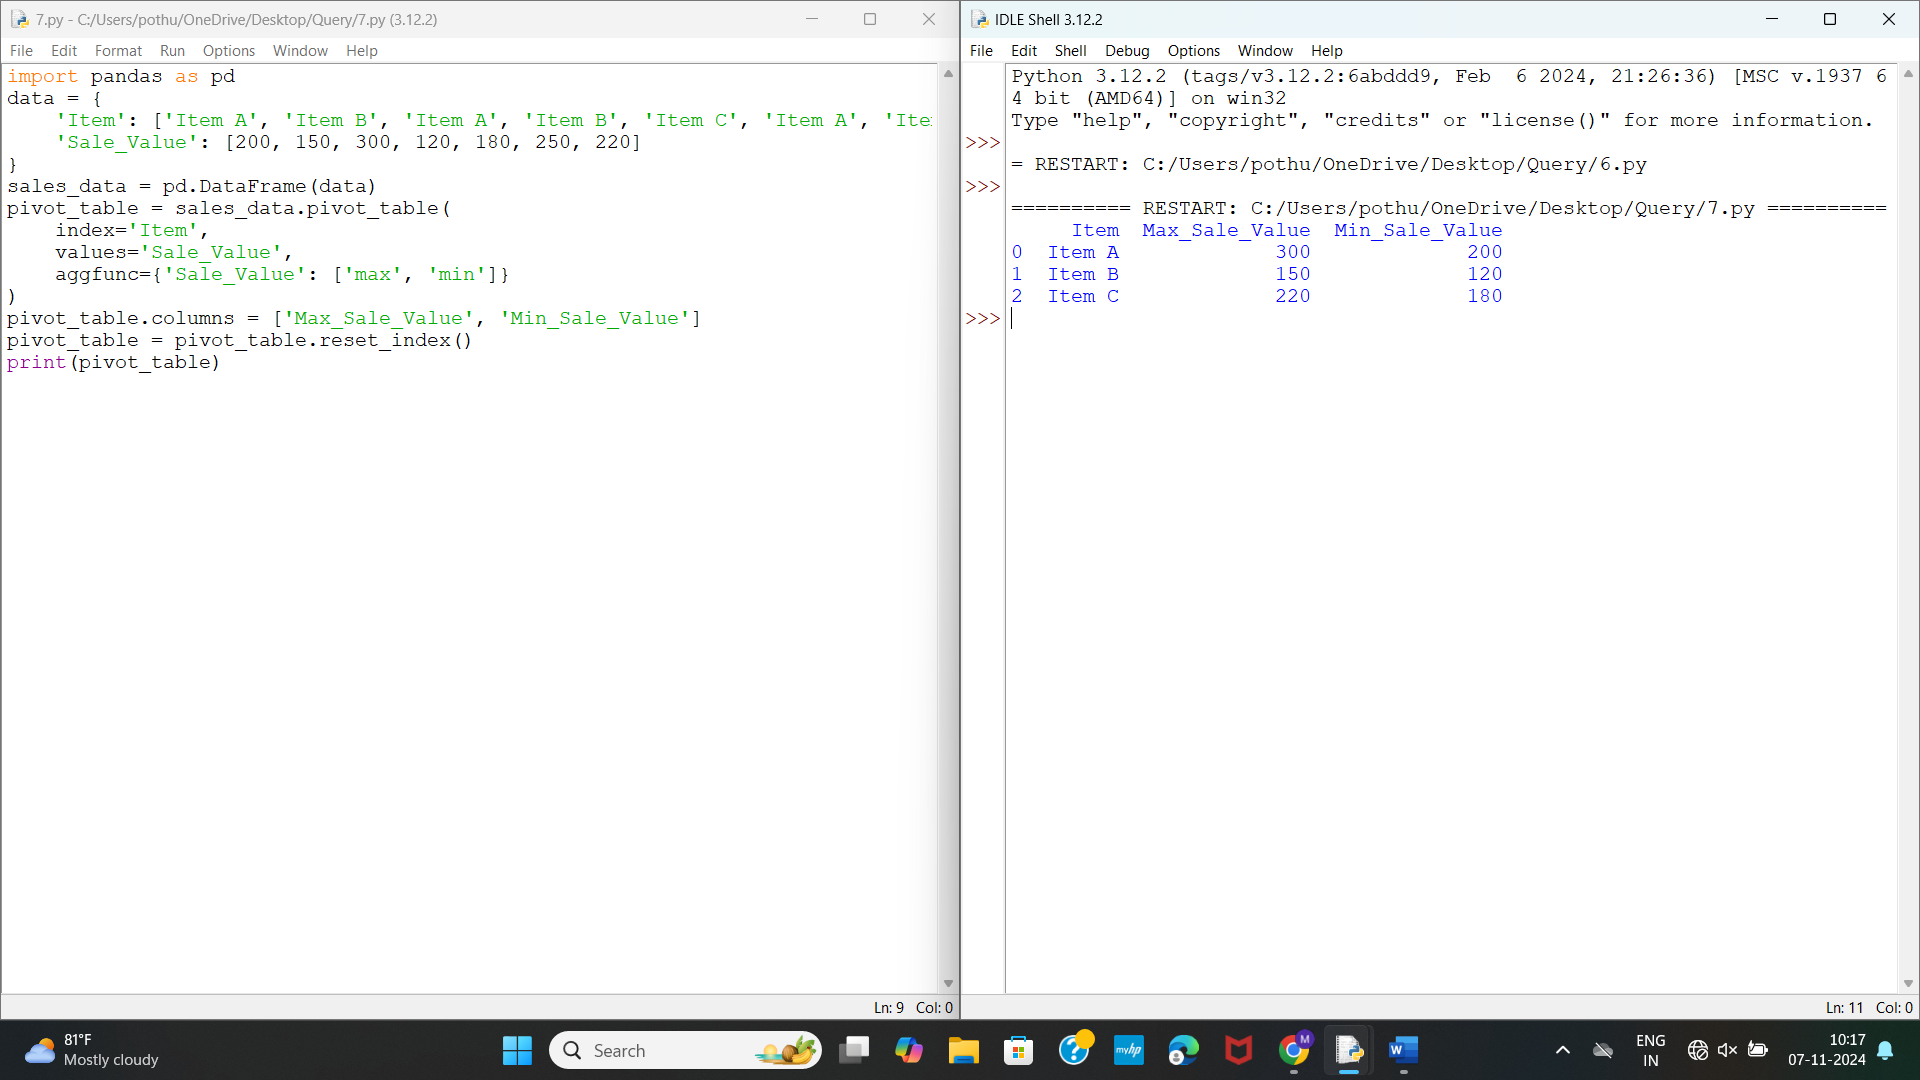 7.py - C:/Users/pothu/OneDrive/Desktop/Query/7.py (3.12.2)
File Edit Format Run Options Window Help
import pandas as pd
data = {
    'Item': ['Item A', 'Item B', 'Item A', 'Item B', 'Item C', 'Item A', 'Ite
    'Sale_Value': [200, 150, 300, 120, 180, 250, 220]
}
sales_data = pd.DataFrame(data)
pivot_table = sales_data.pivot_table(
    index='Item',
    values='Sale_Value',
    aggfunc={'Sale_Value': ['max', 'min']}
)
pivot_table.columns = ['Max_Sale_Value', 'Min_Sale_Value']
pivot_table = pivot_table.reset_index()
print(pivot_table)
Ln: 9 Col: 0
IDLE Shell 3.12.2
File Edit Shell Debug Options Window Help
Python 3.12.2 (tags/v3.12.2:6abddd9, Feb  6 2024, 21:26:36) [MSC v.1937 6
4 bit (AMD64)] on win32
Type "help", "copyright", "credits" or "license()" for more information.
>>>
= RESTART: C:/Users/pothu/OneDrive/Desktop/Query/6.py
>>>
========== RESTART: C:/Users/pothu/OneDrive/Desktop/Query/7.py ==========
     Item  Max_Sale_Value  Min_Sale_Value
0  Item A             300             200
1  Item B             150             120
2  Item C             220             180
>>>
Ln: 11 Col: 0
81°F
Mostly cloudy
Search
myhp
M
W
ENG
IN
10:17
07-11-2024